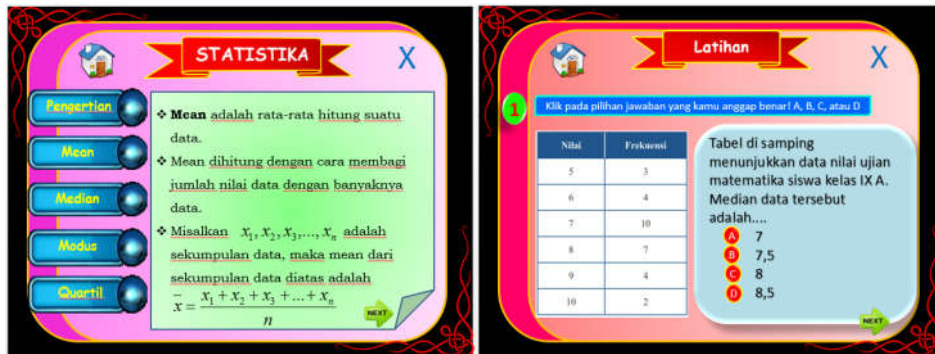 STATISTIKA
X
Pengertian
Mean
Median
Modus
Quartil
❖ Mean adalah rata-rata hitung suatu
data.
❖ Mean dihitung dengan cara membagi
jumlah nilai data dengan banyaknya
data.
❖ Misalkan x₁, x₂, x₃,..., xₙ adalah
sekumpulan data, maka mean dari
sekumpulan data diatas adalah
x̄ = (x₁ + x₂ + x₃ + ... + xₙ) / n
NEXT
Latihan
X
1
Klik pada pilihan jawaban yang kamu anggap benar! A, B, C, atau D
Nilai Frekuensi
5 3
6 4
7 10
8 7
9 4
10 2
Tabel di samping
menunjukkan data nilai ujian
matematika siswa kelas IX A.
Median data tersebut
adalah....
A 7
B 7,5
C 8
D 8,5
NEXT